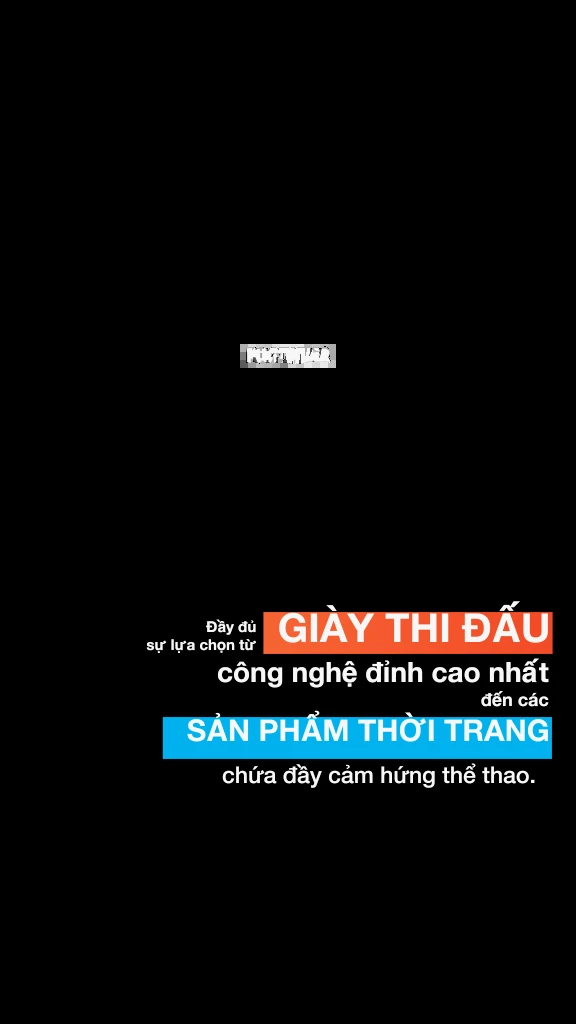 Đầy đủ
sự lựa chọn từ
GIÀY THI ĐẤU
công nghệ đỉnh cao nhất
đến các
SẢN PHẨM THỜI TRANG
chứa đầy cảm hứng thể thao.